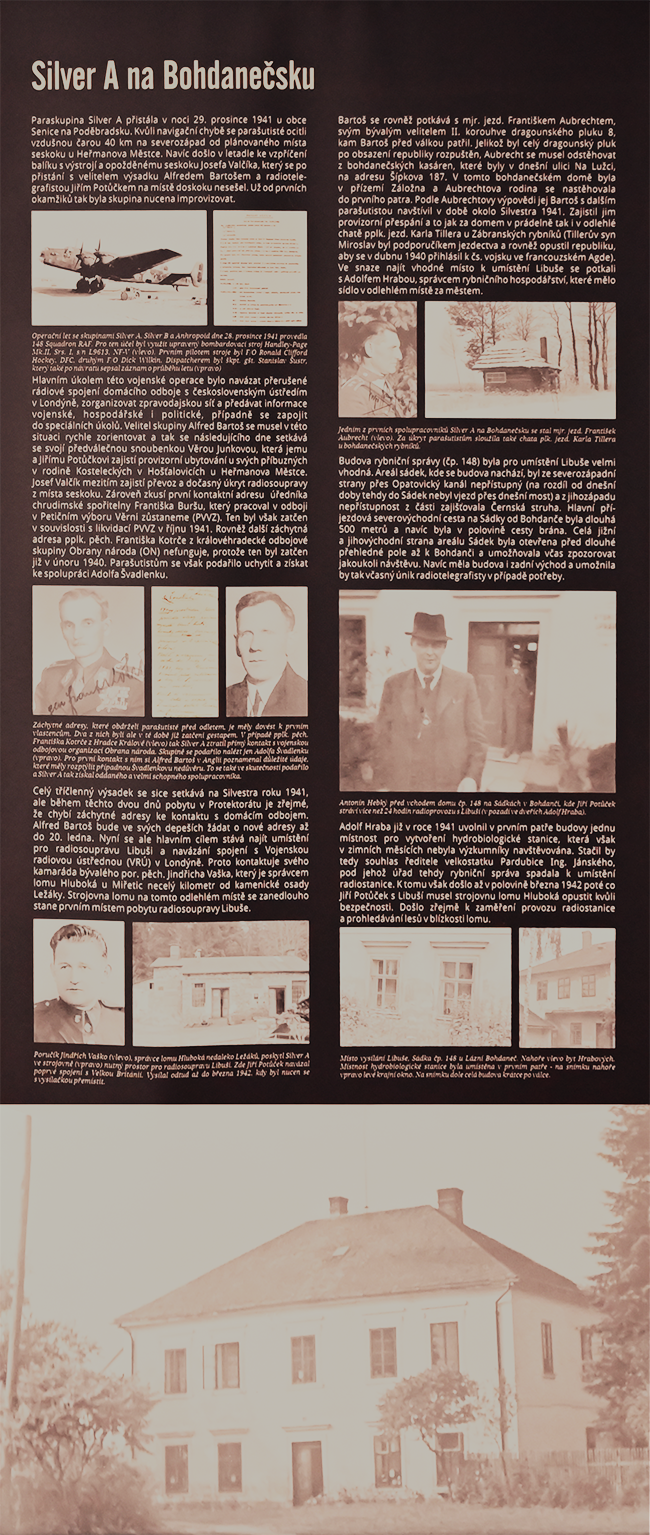 Silver A na Bohdanečsku
Paraskupina Silver A přistála v noci 29. prosince 1941 u obce
Senice na Poděbradsku. Kvůli navigační chybě se parašutisté ocitli
vzdušnou čarou 40 km na severozápad od plánovaného místa
seskoku u Heřmanova Městce. Navíc došlo v letadle ke vzpříčení
balíku s výstrojí a opožděnému seskoku Josefa Valčíka, který se po
přistání s velitelem výsadku Alfredem Bartošem a radiotele-
grafistou Jiřím Potůčkem na místě doskoku nesešel. Už od prvních
okamžiků tak byla skupina nucena improvizovat.
Operační let se skupinami Silver A, Silver B a Anhropoid dne 28. prosince 1941 provedla
148 Squadron RAF. Pro ten účel byl využit upravený bombardovací stroj Handley-Page
Mk.II, Srs. I, s/n L9613, NF-V (vlevo). Prvním pilotem stroje byl F/O Ronald Clifford
Hockey, DFC, druhým F/O Dick Wilkin. Dispatcherem byl škpt. gšt. Stanislav Šustr,
který také po návratu sepsal záznam o průběhu letu (vpravo)
Hlavním úkolem této vojenské operace bylo navázat přerušené
rádiové spojení domácího odboje s československým ústředím
v Londýně, zorganizovat zpravodajskou síť a předávat informace
vojenské, hospodářské i politické, případně se zapojit
do speciálních úkolů. Velitel skupiny Alfred Bartoš se musel v této
situaci rychle zorientovat a tak se následujícího dne setkává
se svojí předválečnou snoubenkou Věrou Junkovou, která jemu
a Jiřímu Potůčkovi zajistí provizorní ubytování u svých příbuzných
v rodině Kosteleckých v Hošťalovicích u Heřmanova Městce.
Josef Valčík mezitím zajistí převoz a dočasný úkryt radiosoupravy
z místa seskoku. Zároveň zkusí první kontaktní adresu úředníka
chrudimské spořitelny Františka Buršu, který pracoval v odboji
v Petičním výboru Věrni zůstaneme (PVVZ). Ten byl však zatčen
v souvislosti s likvidací PVVZ v říjnu 1941. Rovněž další záchytná
adresa pplk. pěch. Františka Kotrče z královéhradecké odbojové
skupiny Obrany národa (ON) nefunguje, protože ten byl zatčen
již v únoru 1940. Parašutistům se však podařilo uchytit a získat
ke spolupráci Adolfa Švadlenku.
Záchytné adresy, které obdrželi parašutisté před odletem, je měly dovést k prvním
vlastencům. Dva z nich byli ale v té době již zatčeni gestapem. V případě pplk. pěch.
Františka Kotrče z Hradce Králové (vlevo) tak Silver A ztratil přímý kontakt s vojenskou
odbojovou organizací Obrana národa. Skupině se podařilo nalézt jen Adolfa Švadlenku
(vpravo). Pro první kontakt s ním si Alfred Bartoš v Anglii poznamenal důležité údaje,
které měly rozptýlit případnou Švadlenkovu nedůvěru. To se také ve skutečnosti podařilo
a Silver A tak získal oddaného a velmi schopného spolupracovníka.
Celý tříčlenný výsadek se sice setkává na Silvestra roku 1941,
ale během těchto dvou dnů pobytu v Protektorátu je zřejmé,
že chybí záchytné adresy ke kontaktu s domácím odbojem.
Alfred Bartoš bude ve svých depeších žádat o nové adresy až
do 20. ledna. Nyní se ale hlavním cílem stává najít umístění
pro radiosoupravu Libuši a navázání spojení s Vojenskou
radiovou ústřednou (VRÚ) v Londýně. Proto kontaktuje svého
kamaráda bývalého por. pěch. Jindřicha Vaška, který je správcem
lomu Hluboká u Miřetic necelý kilometr od kamenické osady
Ležáky. Strojovna lomu na tomto odlehlém místě se zanedlouho
stane prvním místem pobytu radiosoupravy Libuše.
Poručík Jindřich Vaško (vlevo), správce lomu Hluboká nedaleko Ležáků, poskytl Silver A
ve strojovně (vpravo) nutný prostor pro radiosoupravu Libuši. Zde Jiří Potůček navázal
poprvé spojení s Velkou Británií. Vysílal odtud až do března 1942, kdy byl nucen se
s vysílačkou přemístit.
Bartoš se rovněž potkává s mjr. jezd. Františkem Aubrechtem,
svým bývalým velitelem II. korouhve dragounského pluku 8,
kam Bartoš před válkou patřil. Jelikož byl celý dragounský pluk
po obsazení republiky rozpuštěn, Aubrecht se musel odstěhovat
z bohdanečských kasáren, které byly v dnešní ulici Na Lužci,
na adresu Šípkova 187. V tomto bohdanečském domě byla
v přízemí Záložna a Aubrechtova rodina se nastěhovala
do prvního patra. Podle Aubrechtovy výpovědi jej Bartoš s dalším
parašutistou navštívil v době okolo Silvestra 1941. Zajistil jim
provizorní přespání a to jak za domem v prádelně tak i v odlehlé
chatě pplk. jezd. Karla Tillera u Zábranských rybníků (Tillerův syn
Miroslav byl podporučíkem jezdectva a rovněž opustil republiku,
aby se v dubnu 1940 přihlásil k čs. vojsku ve francouzském Agde).
Ve snaze najít vhodné místo k umístění Libuše se potkali
s Adolfem Hrabou, správcem rybničního hospodářství, které mělo
sídlo v odlehlém místě za městem.
Jedním z prvních spolupracovníků Silver A na Bohdanečsku se stal mjr. jezd. František
Aubrecht (vlevo). Za úkryt parašutistům sloužila také chata plk. jezd. Karla Tillera
u bohdanečských rybníků.
Budova rybniční správy (čp. 148) byla pro umístění Libuše velmi
vhodná. Areál sádek, kde se budova nachází, byl ze severozápadní
strany přes Opatovický kanál nepřístupný (na rozdíl od dnešní
doby tehdy do Sádek nebyl vjezd přes dnešní most) a z jihozápadu
nepřístupnost z části zajišťovala Černská struha. Hlavní pří-
jezdová severovýchodní cesta na Sádky od Bohdanče byla dlouhá
500 metrů a navíc byla v polovině cesty brána. Celá jižní
a jihovýchodní strana areálu Sádek byla otevřena před dlouhé
přehledné pole až k Bohdanči a umožňovala včas zpozorovat
jakoukoli návštěvu. Navíc měla budova i zadní východ a umožnila
by tak včasný únik radiotelegrafisty v případě potřeby.
Antonín Hebký před vchodem domu čp. 148 na Sádkách v Bohdanči, kde Jiří Potůček
strávil více než 24 hodin radioprovozu s Libuší (v pozadí ve dveřích Adolf Hraba).
Adolf Hraba již v roce 1941 uvolnil v prvním patře budovy jednu
místnost pro vytvoření hydrobiologické stanice, která však
v zimních měsících nebyla výzkumníky navštěvována. Stačil by
tedy souhlas ředitele velkostatku Pardubice Ing. Jánského,
pod jehož úřad tehdy rybniční správa spadala k umístění
radiostanice. K tomu však došlo až v polovině března 1942 poté co
Jiří Potůček s Libuší musel strojovnu lomu Hluboká opustit kvůli
bezpečnosti. Došlo zřejmě k zaměření provozu radiostanice
a prohledávání lesů v blízkosti lomu.
Místo vysílání Libuše, Sádka čp. 148 u Lázní Bohdaneč. Nahoře vlevo byt Hrabových.
Místnost hydrobiologické stanice byla umístěna v prvním patře - na snímku nahoře
vpravo levé krajní okno. Na snímku dole celá budova krátce po válce.